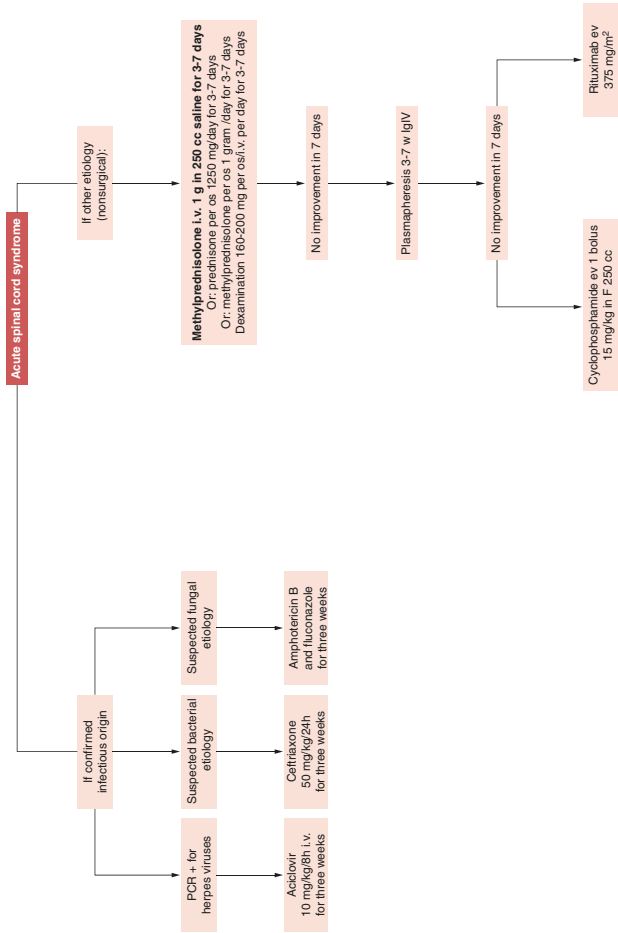 Acute spinal cord syndrome
If confirmed
infectious origin
PCR + for
herpes viruses
Aciclovir
10 mg/kg/8h i.v.
for three weeks
Suspected bacterial
etiology
Ceftriaxone
50 mg/kg/24h
for three weeks
Suspected fungal
etiology
Amphotericin B
and fluconazole
for three weeks
If other etiology
(nonsurgical):
Methylprednisolone i.v. 1 g in 250 cc saline for 3-7 days
Or: prednisone per os 1250 mg/day for 3-7 days
Or: methylprednisolone per os 1 gram /day for 3-7 days
Dexamination 160-200 mg per os/i.v. per day for 3-7 days
No improvement in 7 days
Plasmapheresis 3-7 w IgIV
No improvement in 7 days
Cyclophosphamide ev 1 bolus
15 mg/kg in F 250 cc
Rituximab ev
375 mg/m²